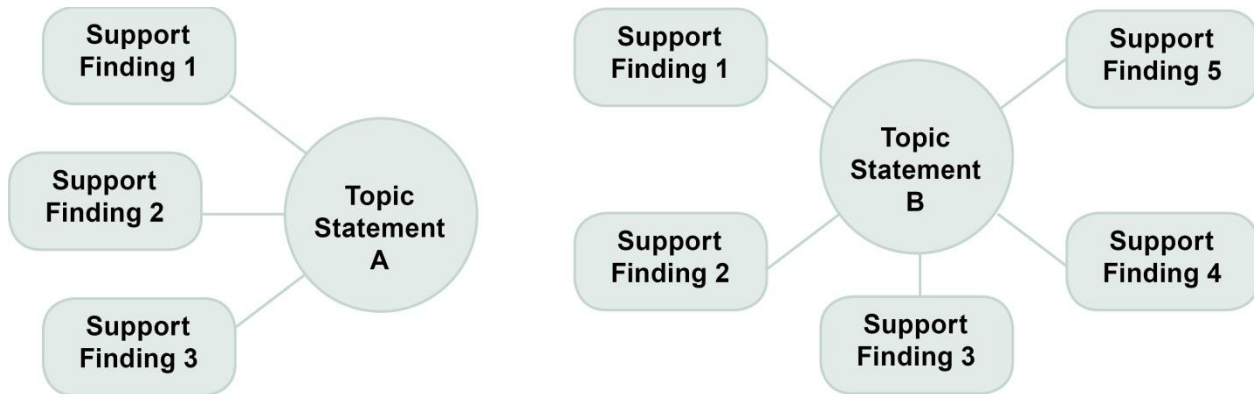 Support
Finding 1
Support
Finding 2
Support
Finding 3
Topic
Statement
A
Support
Finding 1
Support
Finding 2
Topic
Statement
B
Support
Finding 3
Support
Finding 5
Support
Finding 4